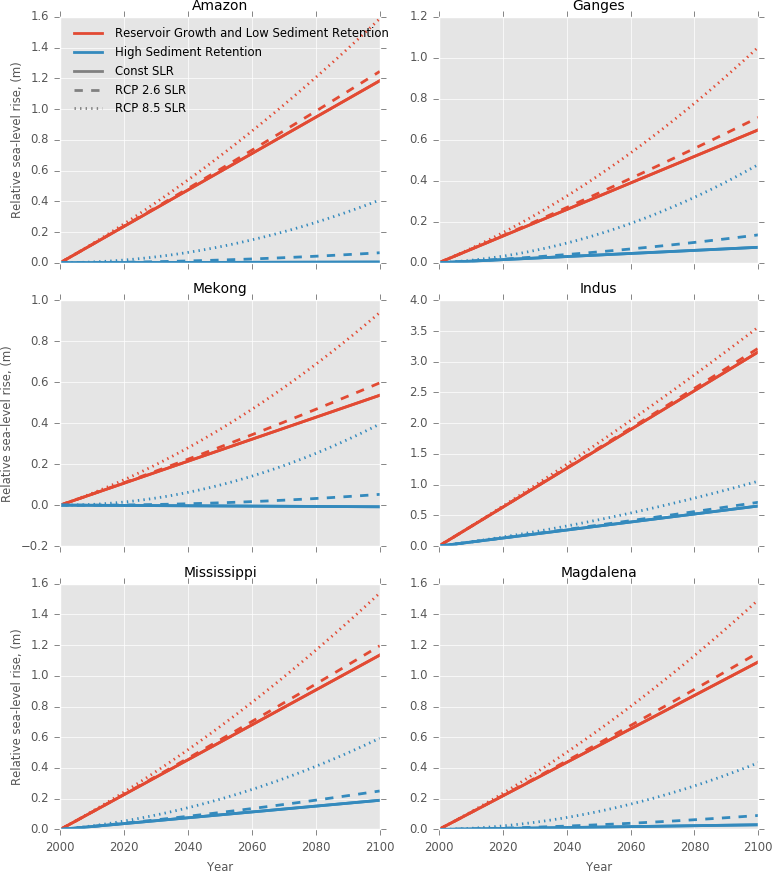 Amazon
Ganges
1.6
1.4
1.2
1.0
0.8
0.6
0.4
0.2
0.0
Relative sea-level rise, (m)
Reservoir Growth and Low Sediment Retention
High Sediment Retention
Const SLR
RCP 2.6 SLR
RCP 8.5 SLR
1.2
1.0
0.8
0.6
0.4
0.2
0.0
Mekong
Indus
1.0
0.8
0.6
0.4
0.2
0.0
−0.2
Relative sea-level rise, (m)
4.0
3.5
3.0
2.5
2.0
1.5
1.0
0.5
0.0
Mississippi
Magdalena
1.6
1.4
1.2
1.0
0.8
0.6
0.4
0.2
0.0
Relative sea-level rise, (m)
2000 2020 2040 2060 2080 2100
Year
1.6
1.4
1.2
1.0
0.8
0.6
0.4
0.2
0.0
2000 2020 2040 2060 2080 2100
Year